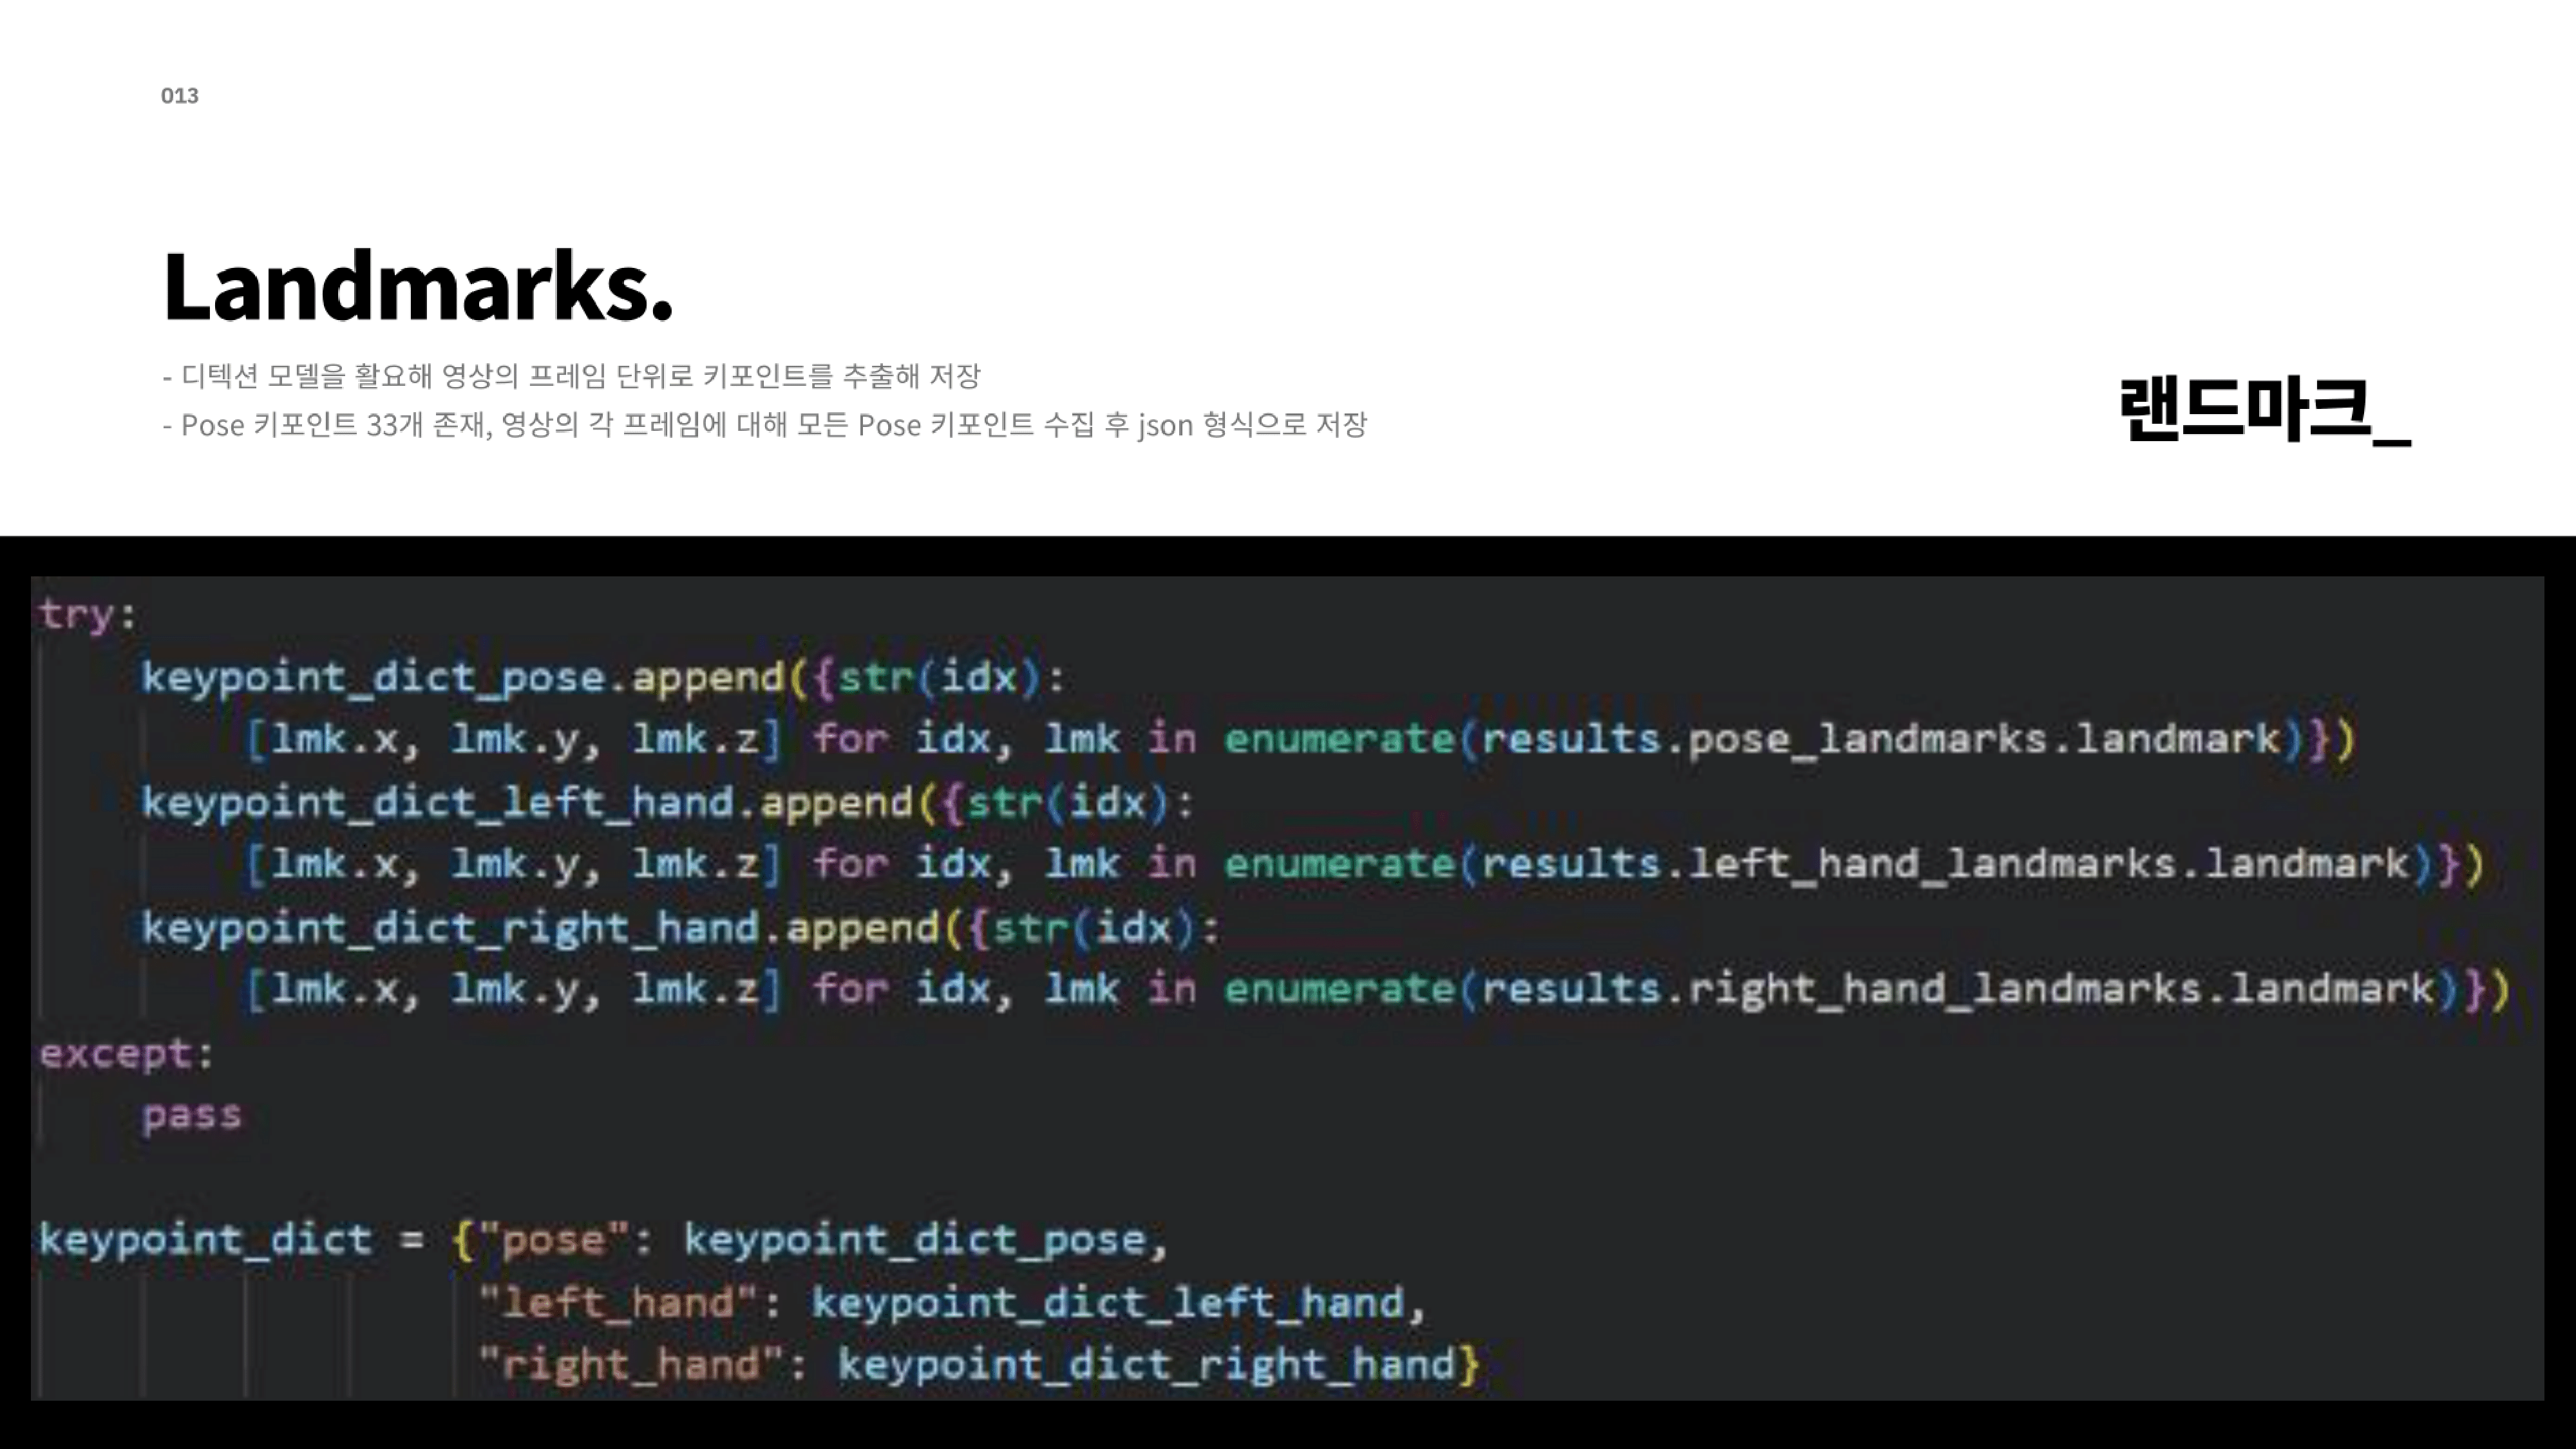 013
Landmarks.
- 디텍션 모델을 활요해 영상의 프레임 단위로 키포인트를 추출해 저장
- Pose 키포인트 33개 존재, 영상의 각 프레임에 대해 모든 Pose 키포인트 수집 후 json 형식으로 저장
랜드마크_
try:
    keypoint_dict_pose.append({str(idx):
        [lmk.x, lmk.y, lmk.z] for idx, lmk in enumerate(results.pose_landmarks.landmark)})
    keypoint_dict_left_hand.append({str(idx):
        [lmk.x, lmk.y, lmk.z] for idx, lmk in enumerate(results.left_hand_landmarks.landmark)})
    keypoint_dict_right_hand.append({str(idx):
        [lmk.x, lmk.y, lmk.z] for idx, lmk in enumerate(results.right_hand_landmarks.landmark)})
except:
    pass
keypoint_dict = {"pose": keypoint_dict_pose,
                 "left_hand": keypoint_dict_left_hand,
                 "right_hand": keypoint_dict_right_hand}